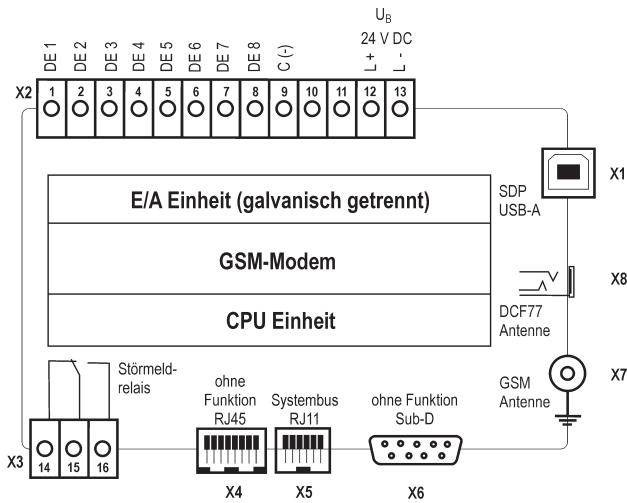 U_B
24 V DC
DE 1
DE 2
DE 3
DE 4
DE 5
DE 6
DE 7
DE 8
C (-)
L +
L -
X2
1 2 3 4 5 6 7 8 9 10 11 12 13
X1
SDP
USB-A
E/A Einheit (galvanisch getrennt)
GSM-Modem
CPU Einheit
X8
DCF77
Antenne
X7
GSM
Antenne
Störmeld-
relais
X3
14 15 16
ohne
Funktion
RJ45
X4
Systembus
RJ11
X5
ohne Funktion
Sub-D
X6